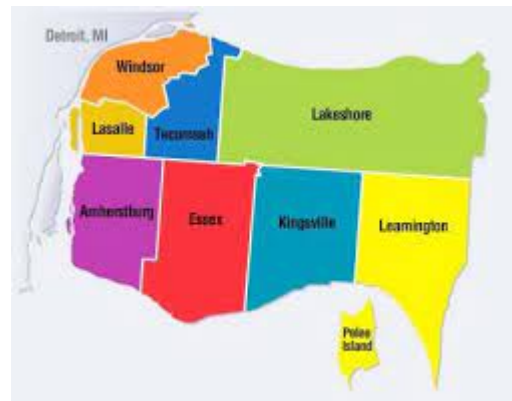 Detroit, MI
Windsor
Lakeshore
Lasalle
Tecumseh
Amherstburg
Essex
Kingsville
Leamington
Pelee
Island